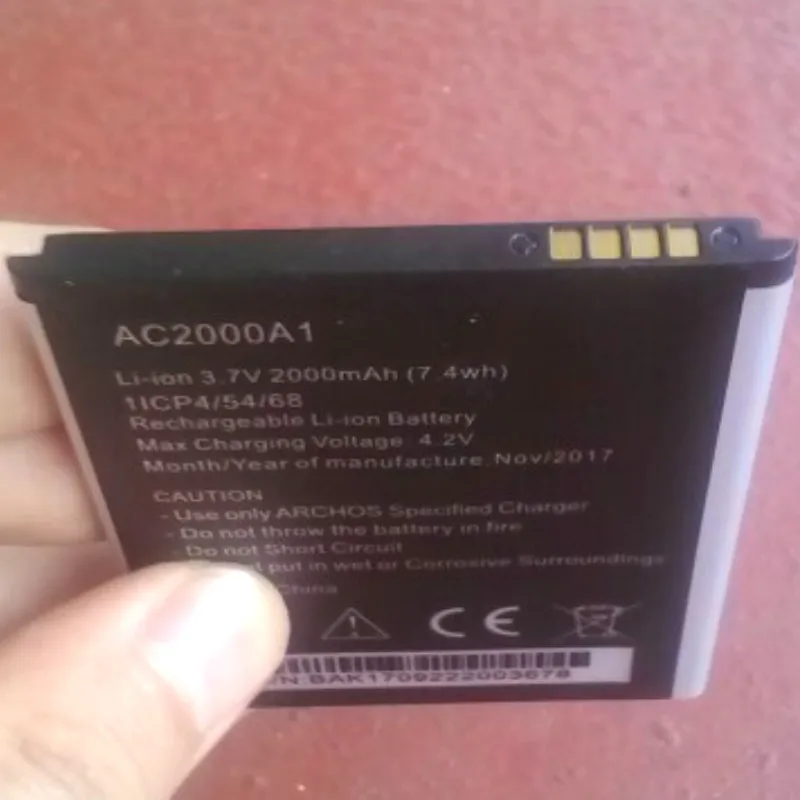 AC2000A1
Li-ion 3.7V 2000mAh (7.4wh)
1ICP4/54/68
Rechargeable Li-ion Battery
Max Charging Voltage: 4.2V
Month/Year of manufacture:Nov/2017
CAUTION
- Use only ARCHOS Specified Charger
- Do not throw the battery in fire
- Do not Short Circuit
put in wet or Corrosive Surroundings
China
CE
N BAK1709222003678